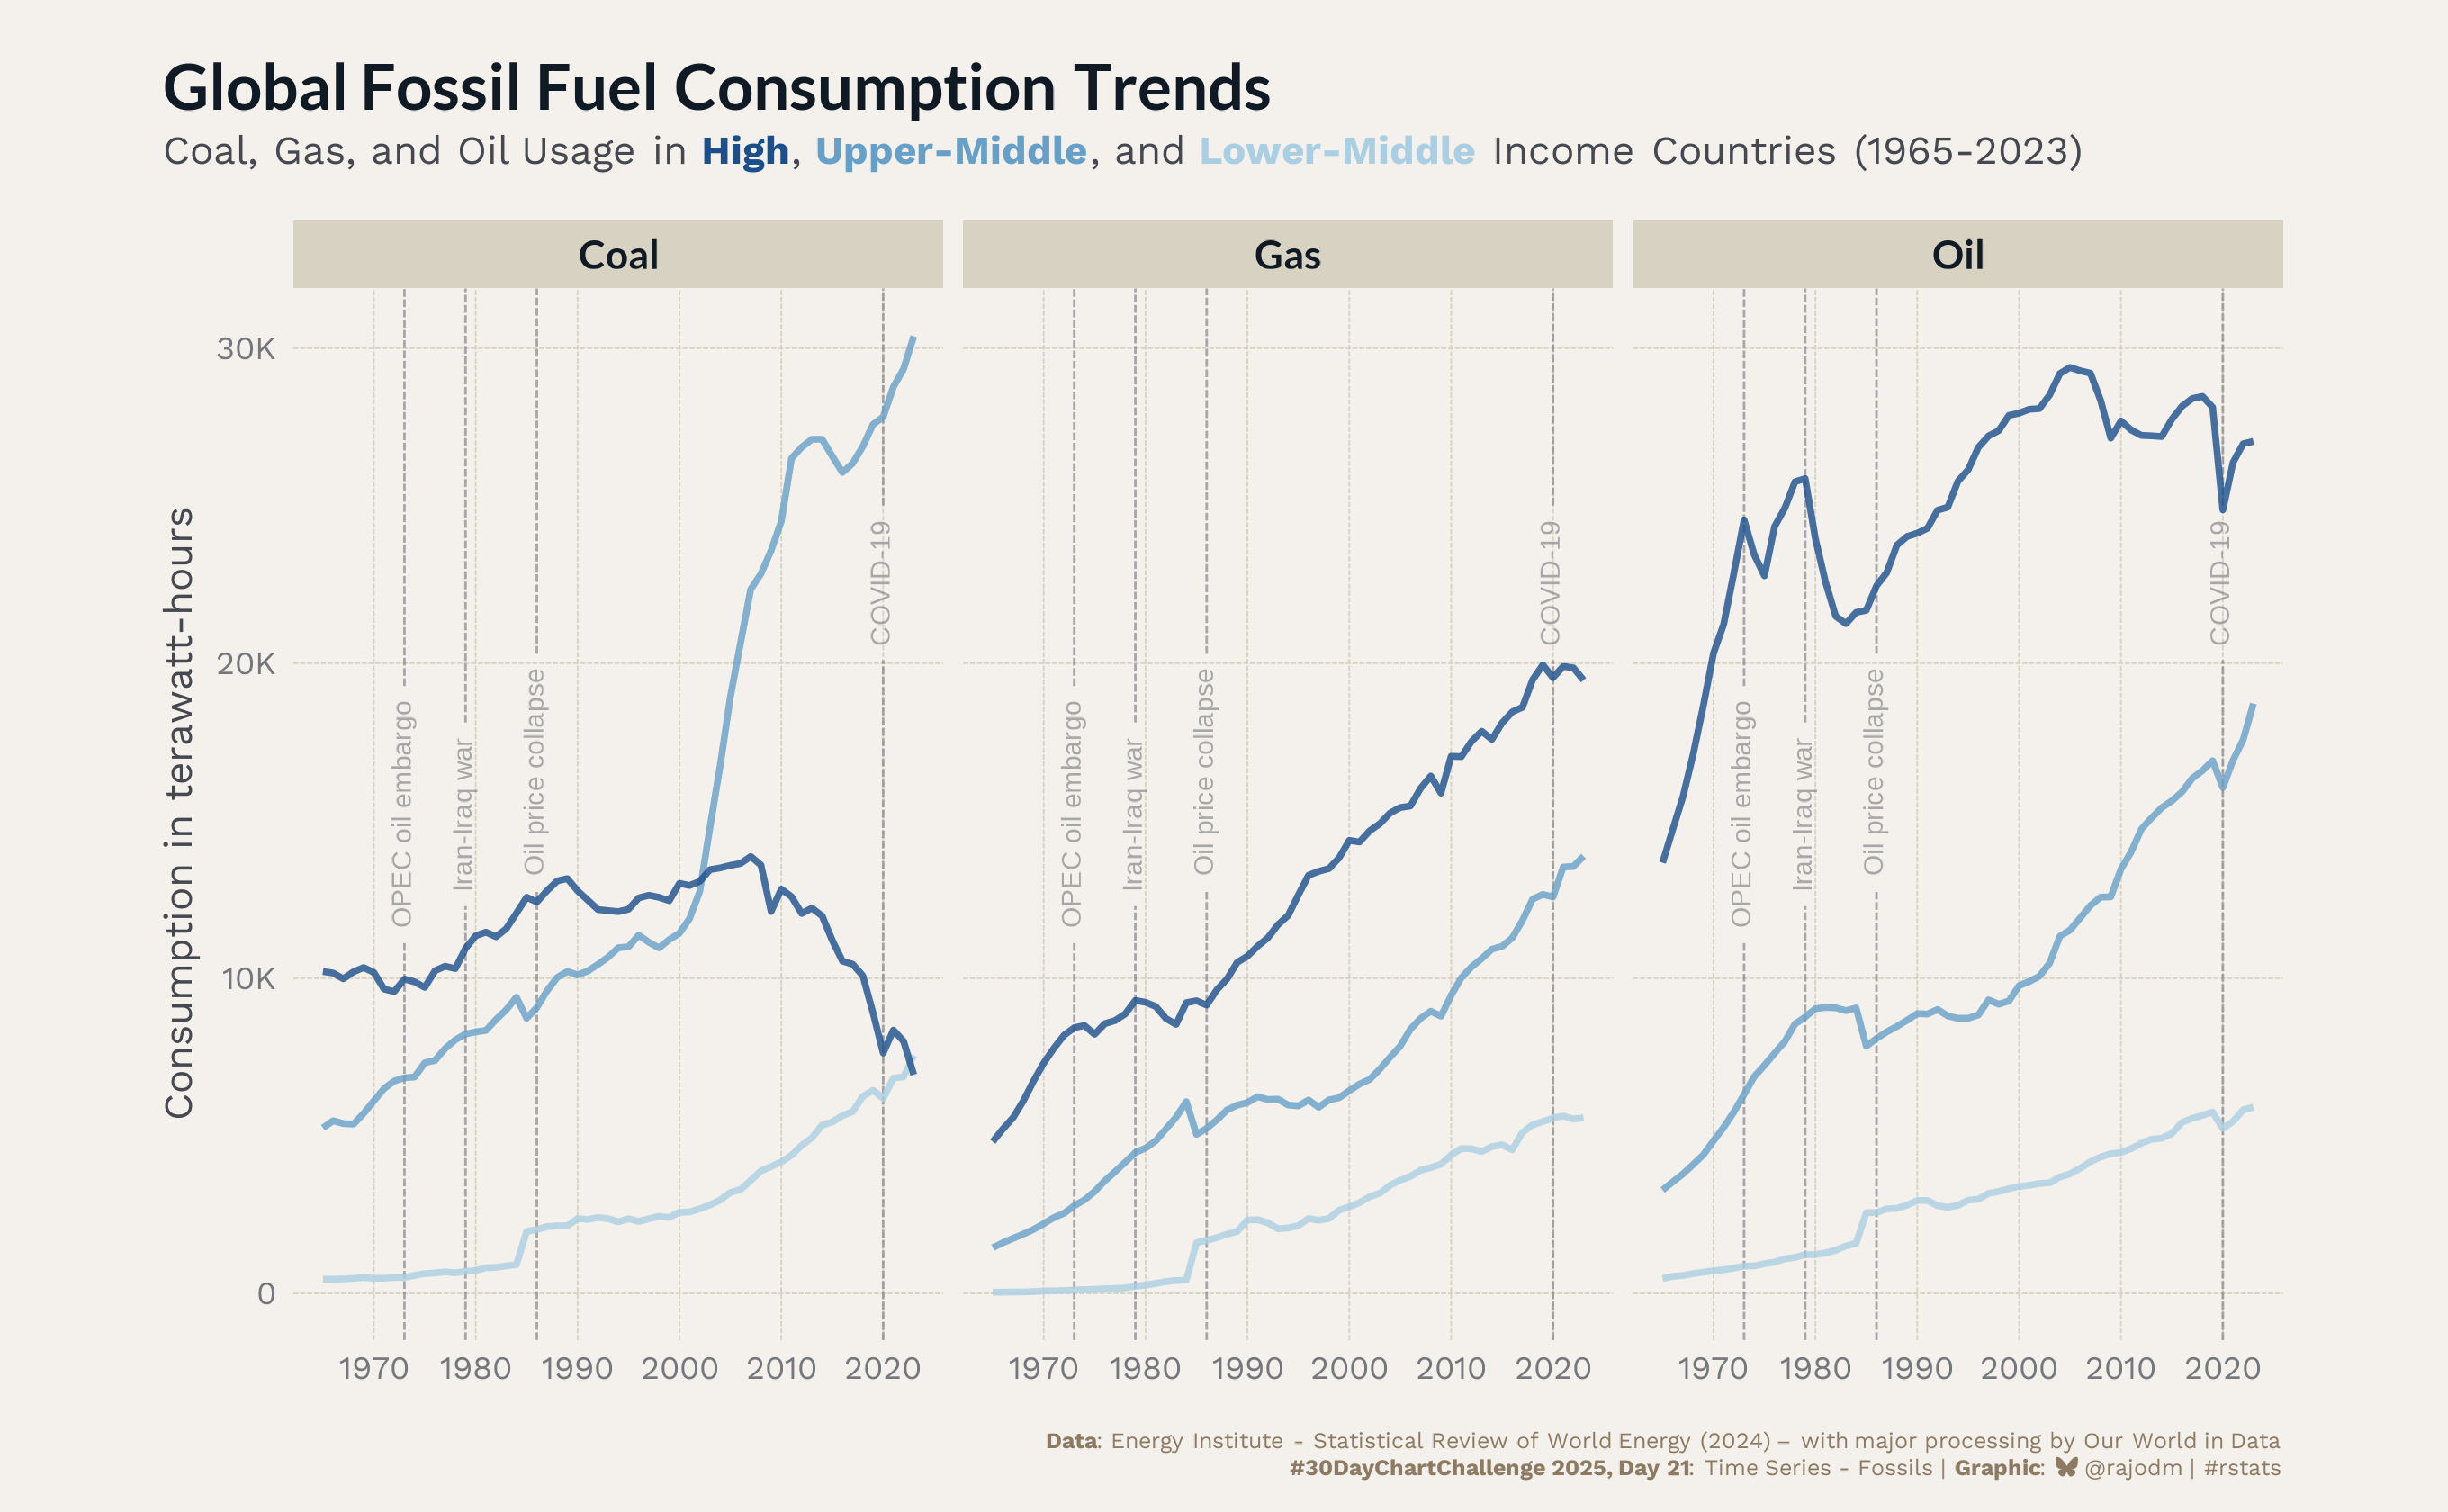 Global Fossil Fuel Consumption Trends
Coal, Gas, and Oil Usage in High, Upper-Middle, and Lower-Middle Income Countries (1965-2023)
Coal
Gas
Oil
Consumption in terawatt-hours
30K
20K
10K
0
OPEC oil embargo
Iran-Iraq war
Oil price collapse
COVID-19
OPEC oil embargo
Iran-Iraq war
Oil price collapse
COVID-19
OPEC oil embargo
Iran-Iraq war
Oil price collapse
COVID-19
1970 1980 1990 2000 2010 2020
1970 1980 1990 2000 2010 2020
1970 1980 1990 2000 2010 2020
Data: Energy Institute - Statistical Review of World Energy (2024) – with major processing by Our World in Data
#30DayChartChallenge 2025, Day 21: Time Series - Fossils | Graphic: @rajodm | #rstats